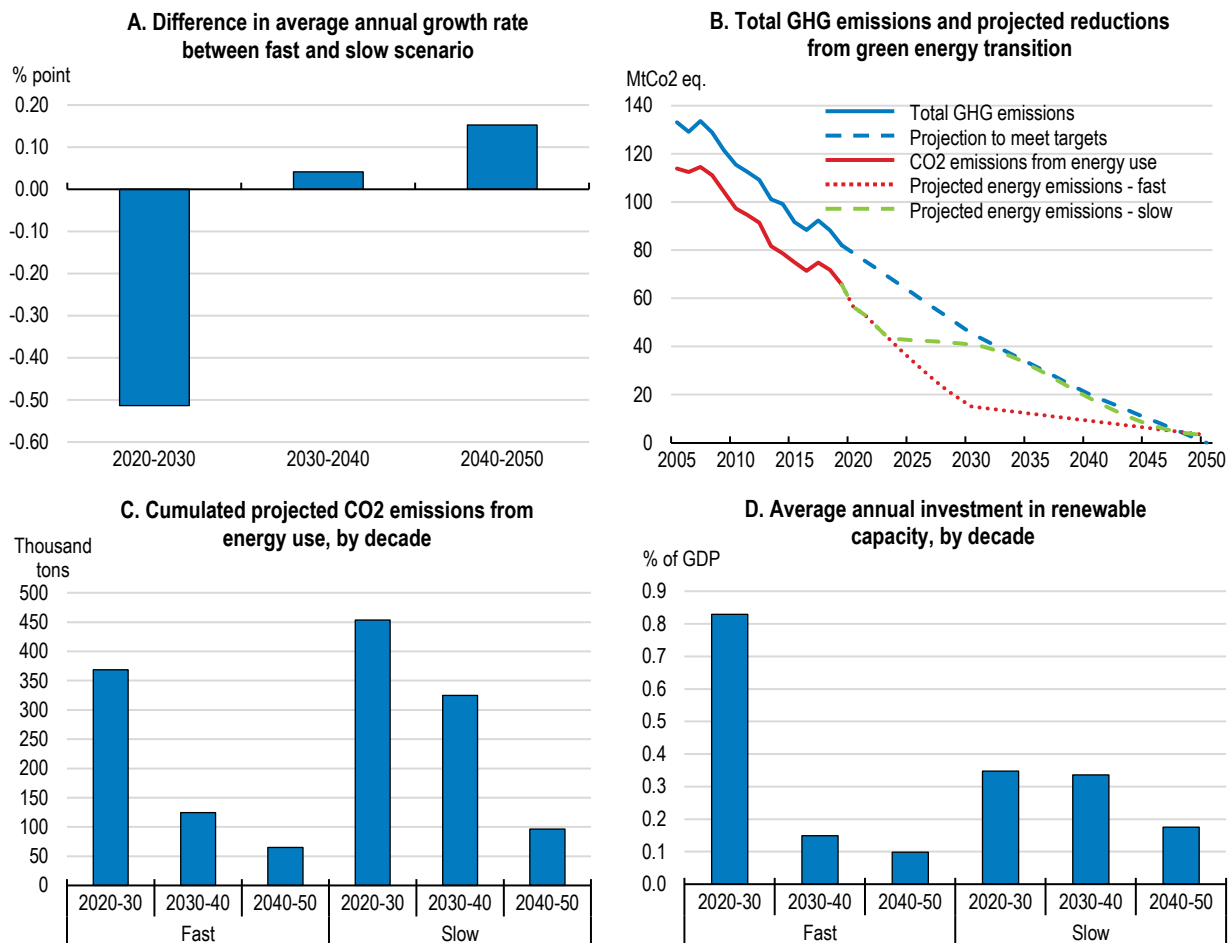 A. Difference in average annual growth rate
between fast and slow scenario
% point
0.20
0.10
0.00
-0.10
-0.20
-0.30
-0.40
-0.50
-0.60
2020-2030 2030-2040 2040-2050
B. Total GHG emissions and projected reductions
from green energy transition
MtCo2 eq.
140
120
100
80
60
40
20
0
Total GHG emissions
Projection to meet targets
CO2 emissions from energy use
Projected energy emissions - fast
Projected energy emissions - slow
2005 2010 2015 2020 2025 2030 2035 2040 2045 2050
C. Cumulated projected CO2 emissions from
energy use, by decade
Thousand
tons
500
450
400
350
300
250
200
150
100
50
0
2020-30 2030-40 2040-50 2020-30 2030-40 2040-50
Fast Slow
D. Average annual investment in renewable
capacity, by decade
% of GDP
0.9
0.8
0.7
0.6
0.5
0.4
0.3
0.2
0.1
0.0
2020-30 2030-40 2040-50 2020-30 2030-40 2040-50
Fast Slow